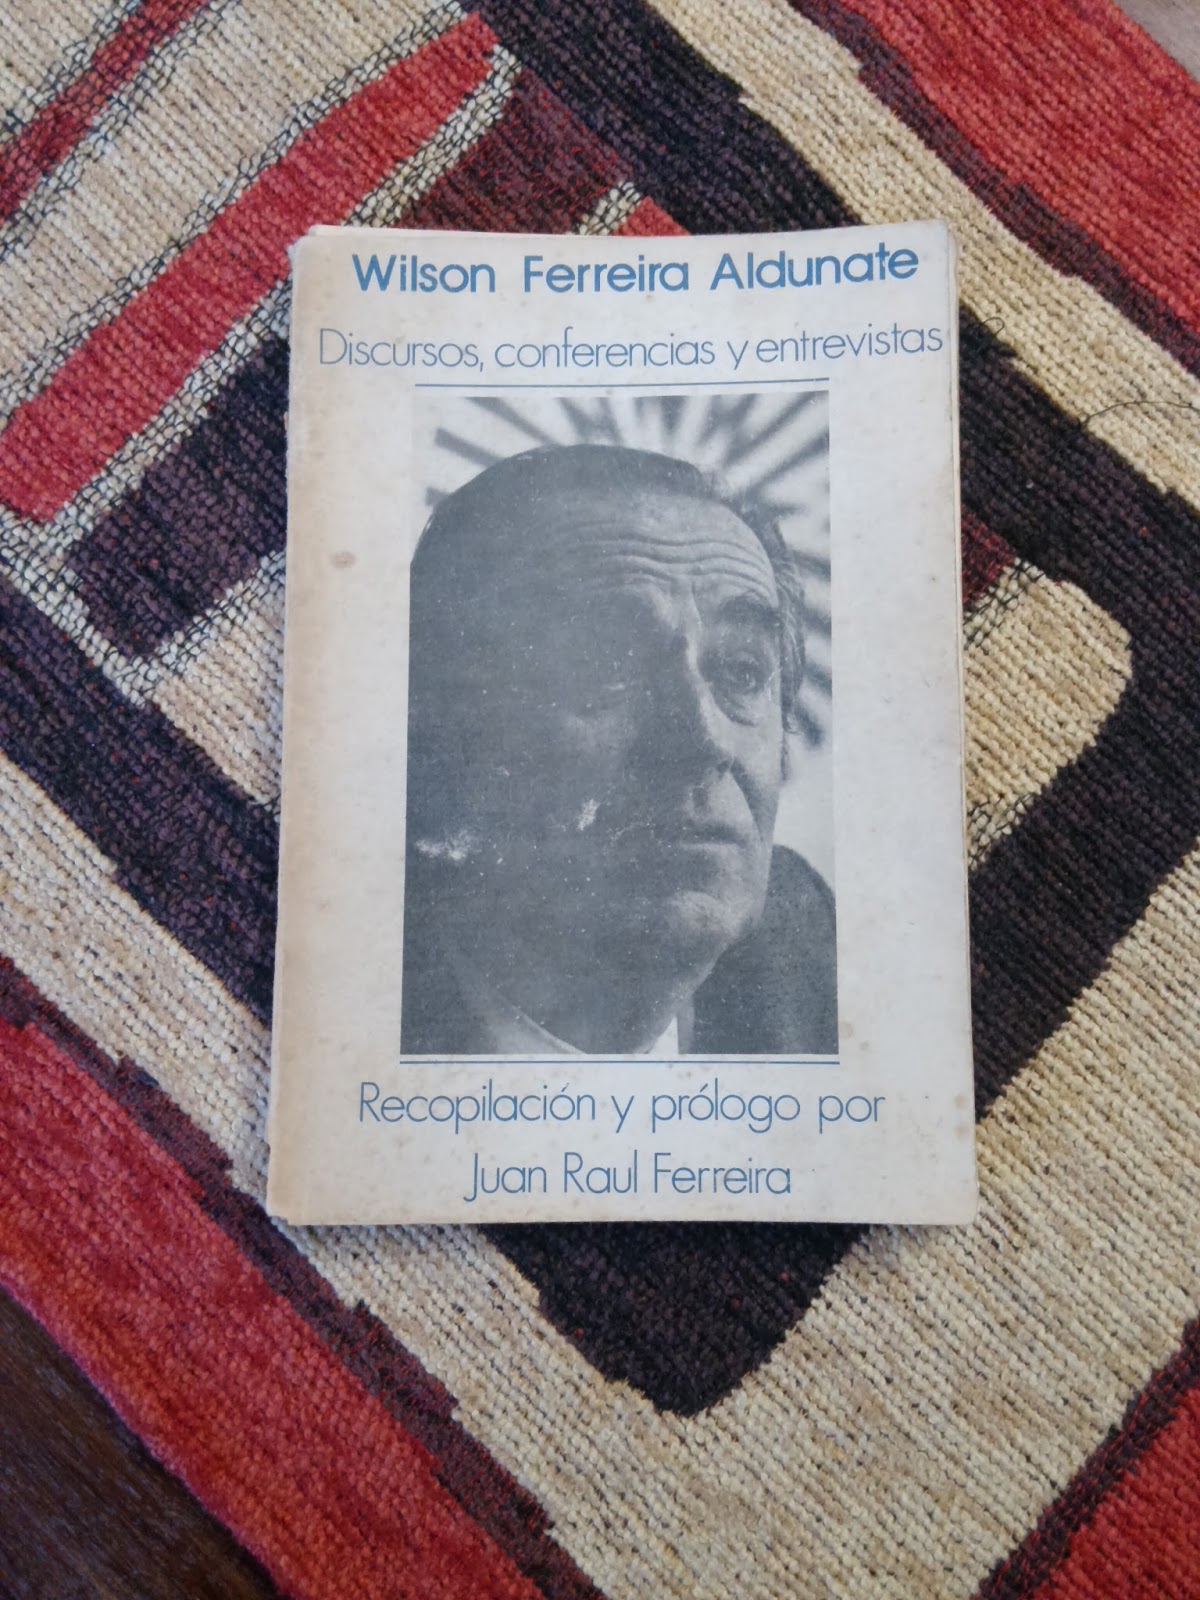 Wilson Ferreira Aldunate
Discursos, conferencias y entrevistas
Recopilación y prólogo por
Juan Raul Ferreira